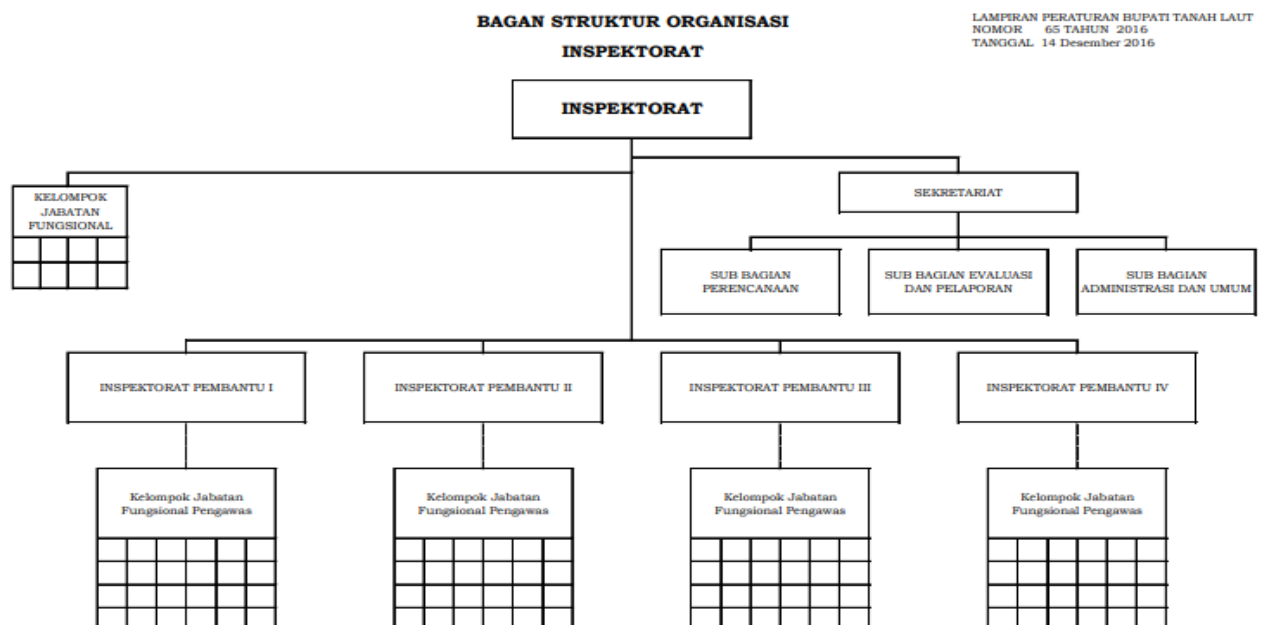 BAGAN STRUKTUR ORGANISASI
INSPEKTORAT
LAMPIRAN PERATURAN BUPATI TANAH LAUT
NOMOR 65 TAHUN 2016
TANGGAL 14 Desember 2016
INSPEKTORAT
KELOMPOK
JABATAN
FUNGSIONAL
SEKRETARIAT
SUB BAGIAN
PERENCANAAN
SUB BAGIAN EVALUASI
DAN PELAPORAN
SUB BAGIAN
ADMINISTRASI DAN UMUM
INSPEKTORAT PEMBANTU I
INSPEKTORAT PEMBANTU II
INSPEKTORAT PEMBANTU III
INSPEKTORAT PEMBANTU IV
Kelompok Jabatan
Fungsional Pengawas
Kelompok Jabatan
Fungsional Pengawas
Kelompok Jabatan
Fungsional Pengawas
Kelompok Jabatan
Fungsional Pengawas